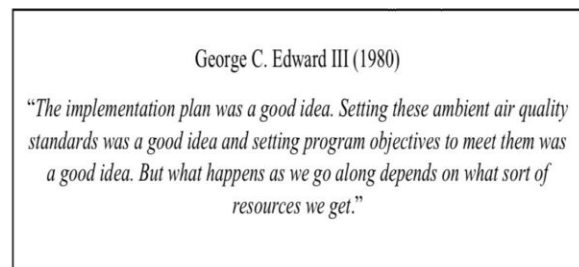 George C. Edward III (1980)
“The implementation plan was a good idea. Setting these ambient air quality
standards was a good idea and setting program objectives to meet them was
a good idea. But what happens as we go along depends on what sort of
resources we get.”